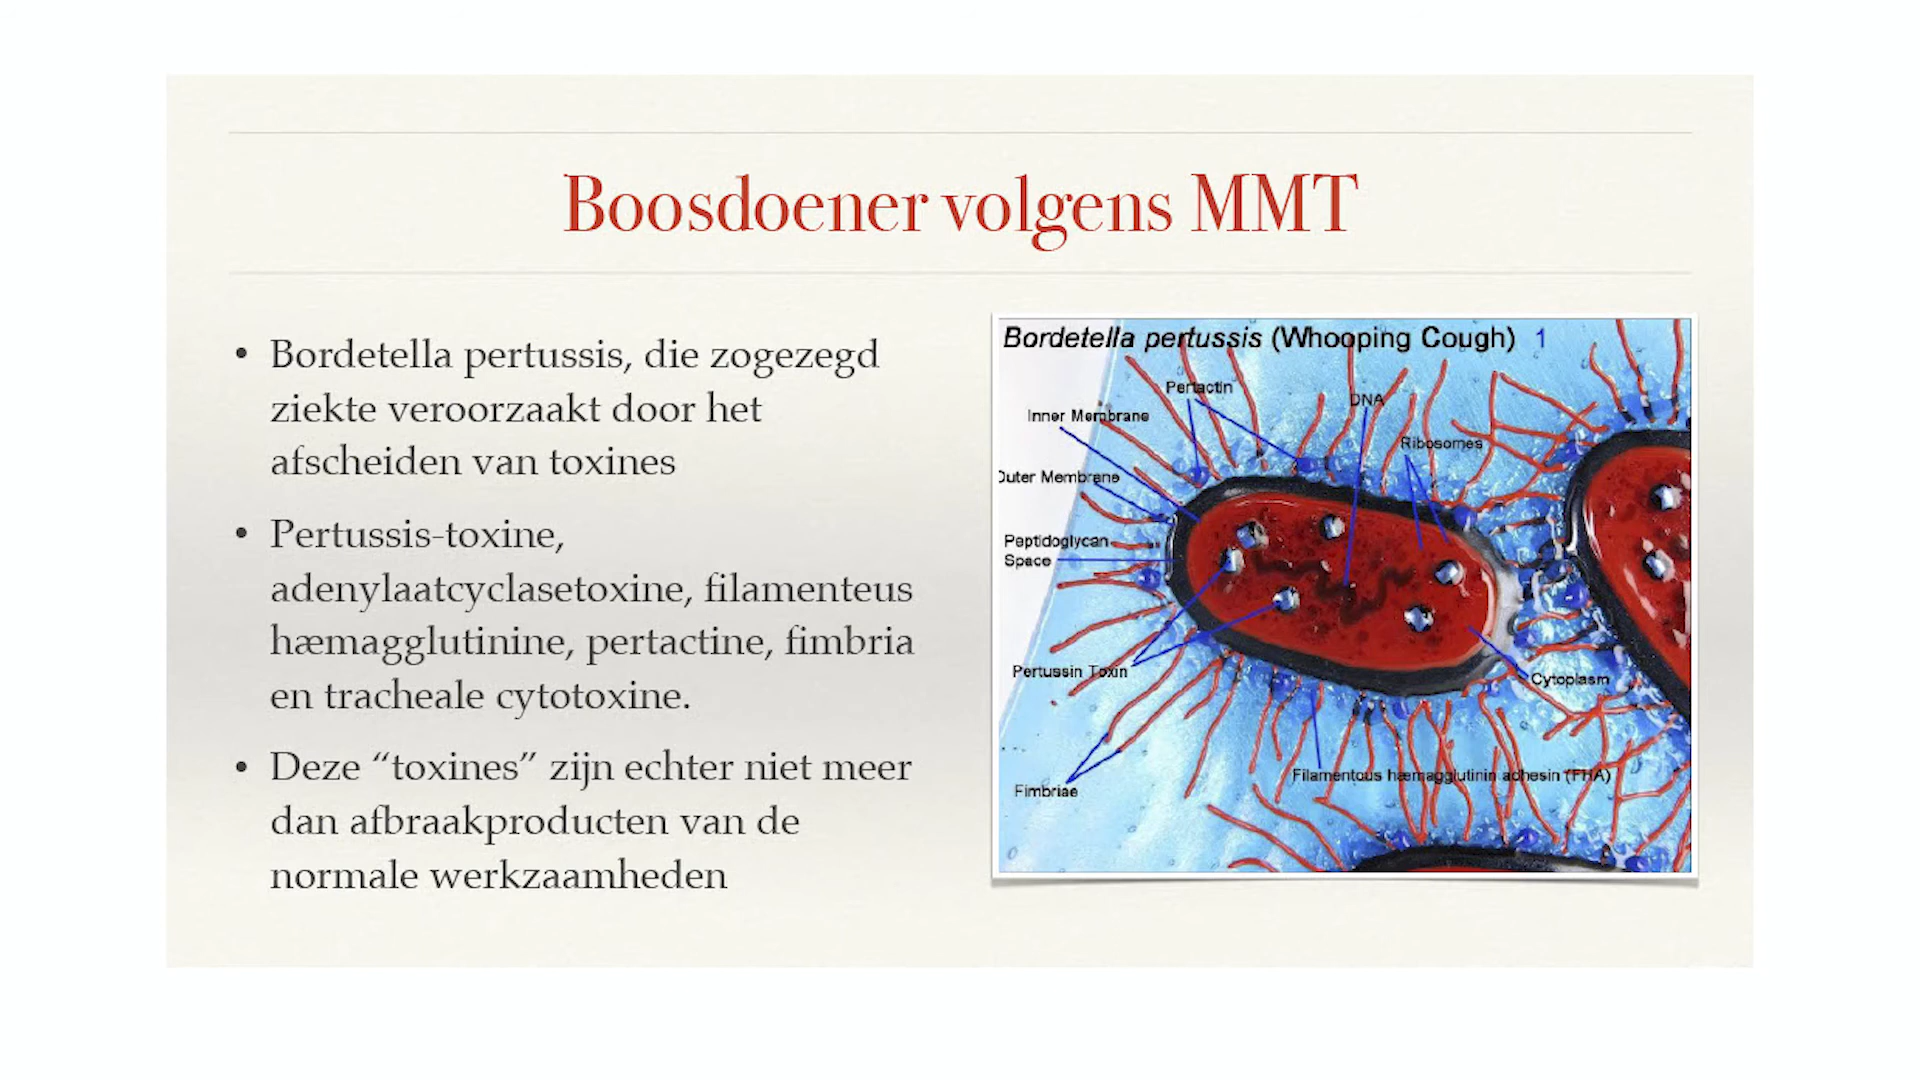 Boosdoener volgens MMT
• Bordetella pertussis, die zogezegd
ziekte veroorzaakt door het
afscheiden van toxines
• Pertussis-toxine,
adenylaatcyclasetoxine, filamenteus
hæmagglutinine, pertactine, fimbria
en tracheale cytotoxine.
• Deze “toxines” zijn echter niet meer
dan afbraakproducten van de
normale werkzaamheden
Bordetella pertussis (Whooping Cough) 1
Pertactin
DNA
Inner Membrane
Ribosomes
Outer Membrane
Peptidoglycan
Space
Pertussin Toxin
Cytoplasm
Filamentous hæmagglutinin adhesin (FHA)
Fimbriae